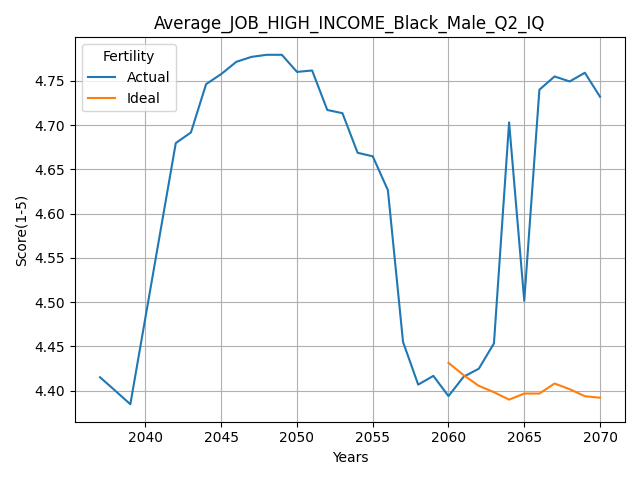 Average_JOB_HIGH_INCOME_Black_Male_Q2_IQ
Fertility
Actual
Ideal
Score(1-5)
4.75
4.70
4.65
4.60
4.55
4.50
4.45
4.40
2040 2045 2050 2055 2060 2065 2070
Years